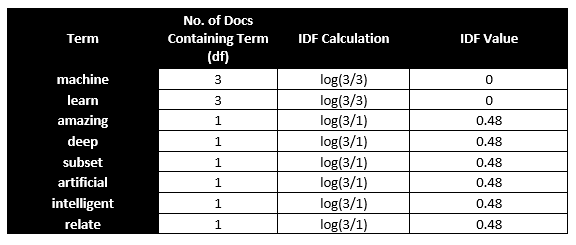 Term No. of Docs Containing Term (df) IDF Calculation IDF Value
machine 3 log(3/3) 0
learn 3 log(3/3) 0
amazing 1 log(3/1) 0.48
deep 1 log(3/1) 0.48
subset 1 log(3/1) 0.48
artificial 1 log(3/1) 0.48
intelligent 1 log(3/1) 0.48
relate 1 log(3/1) 0.48